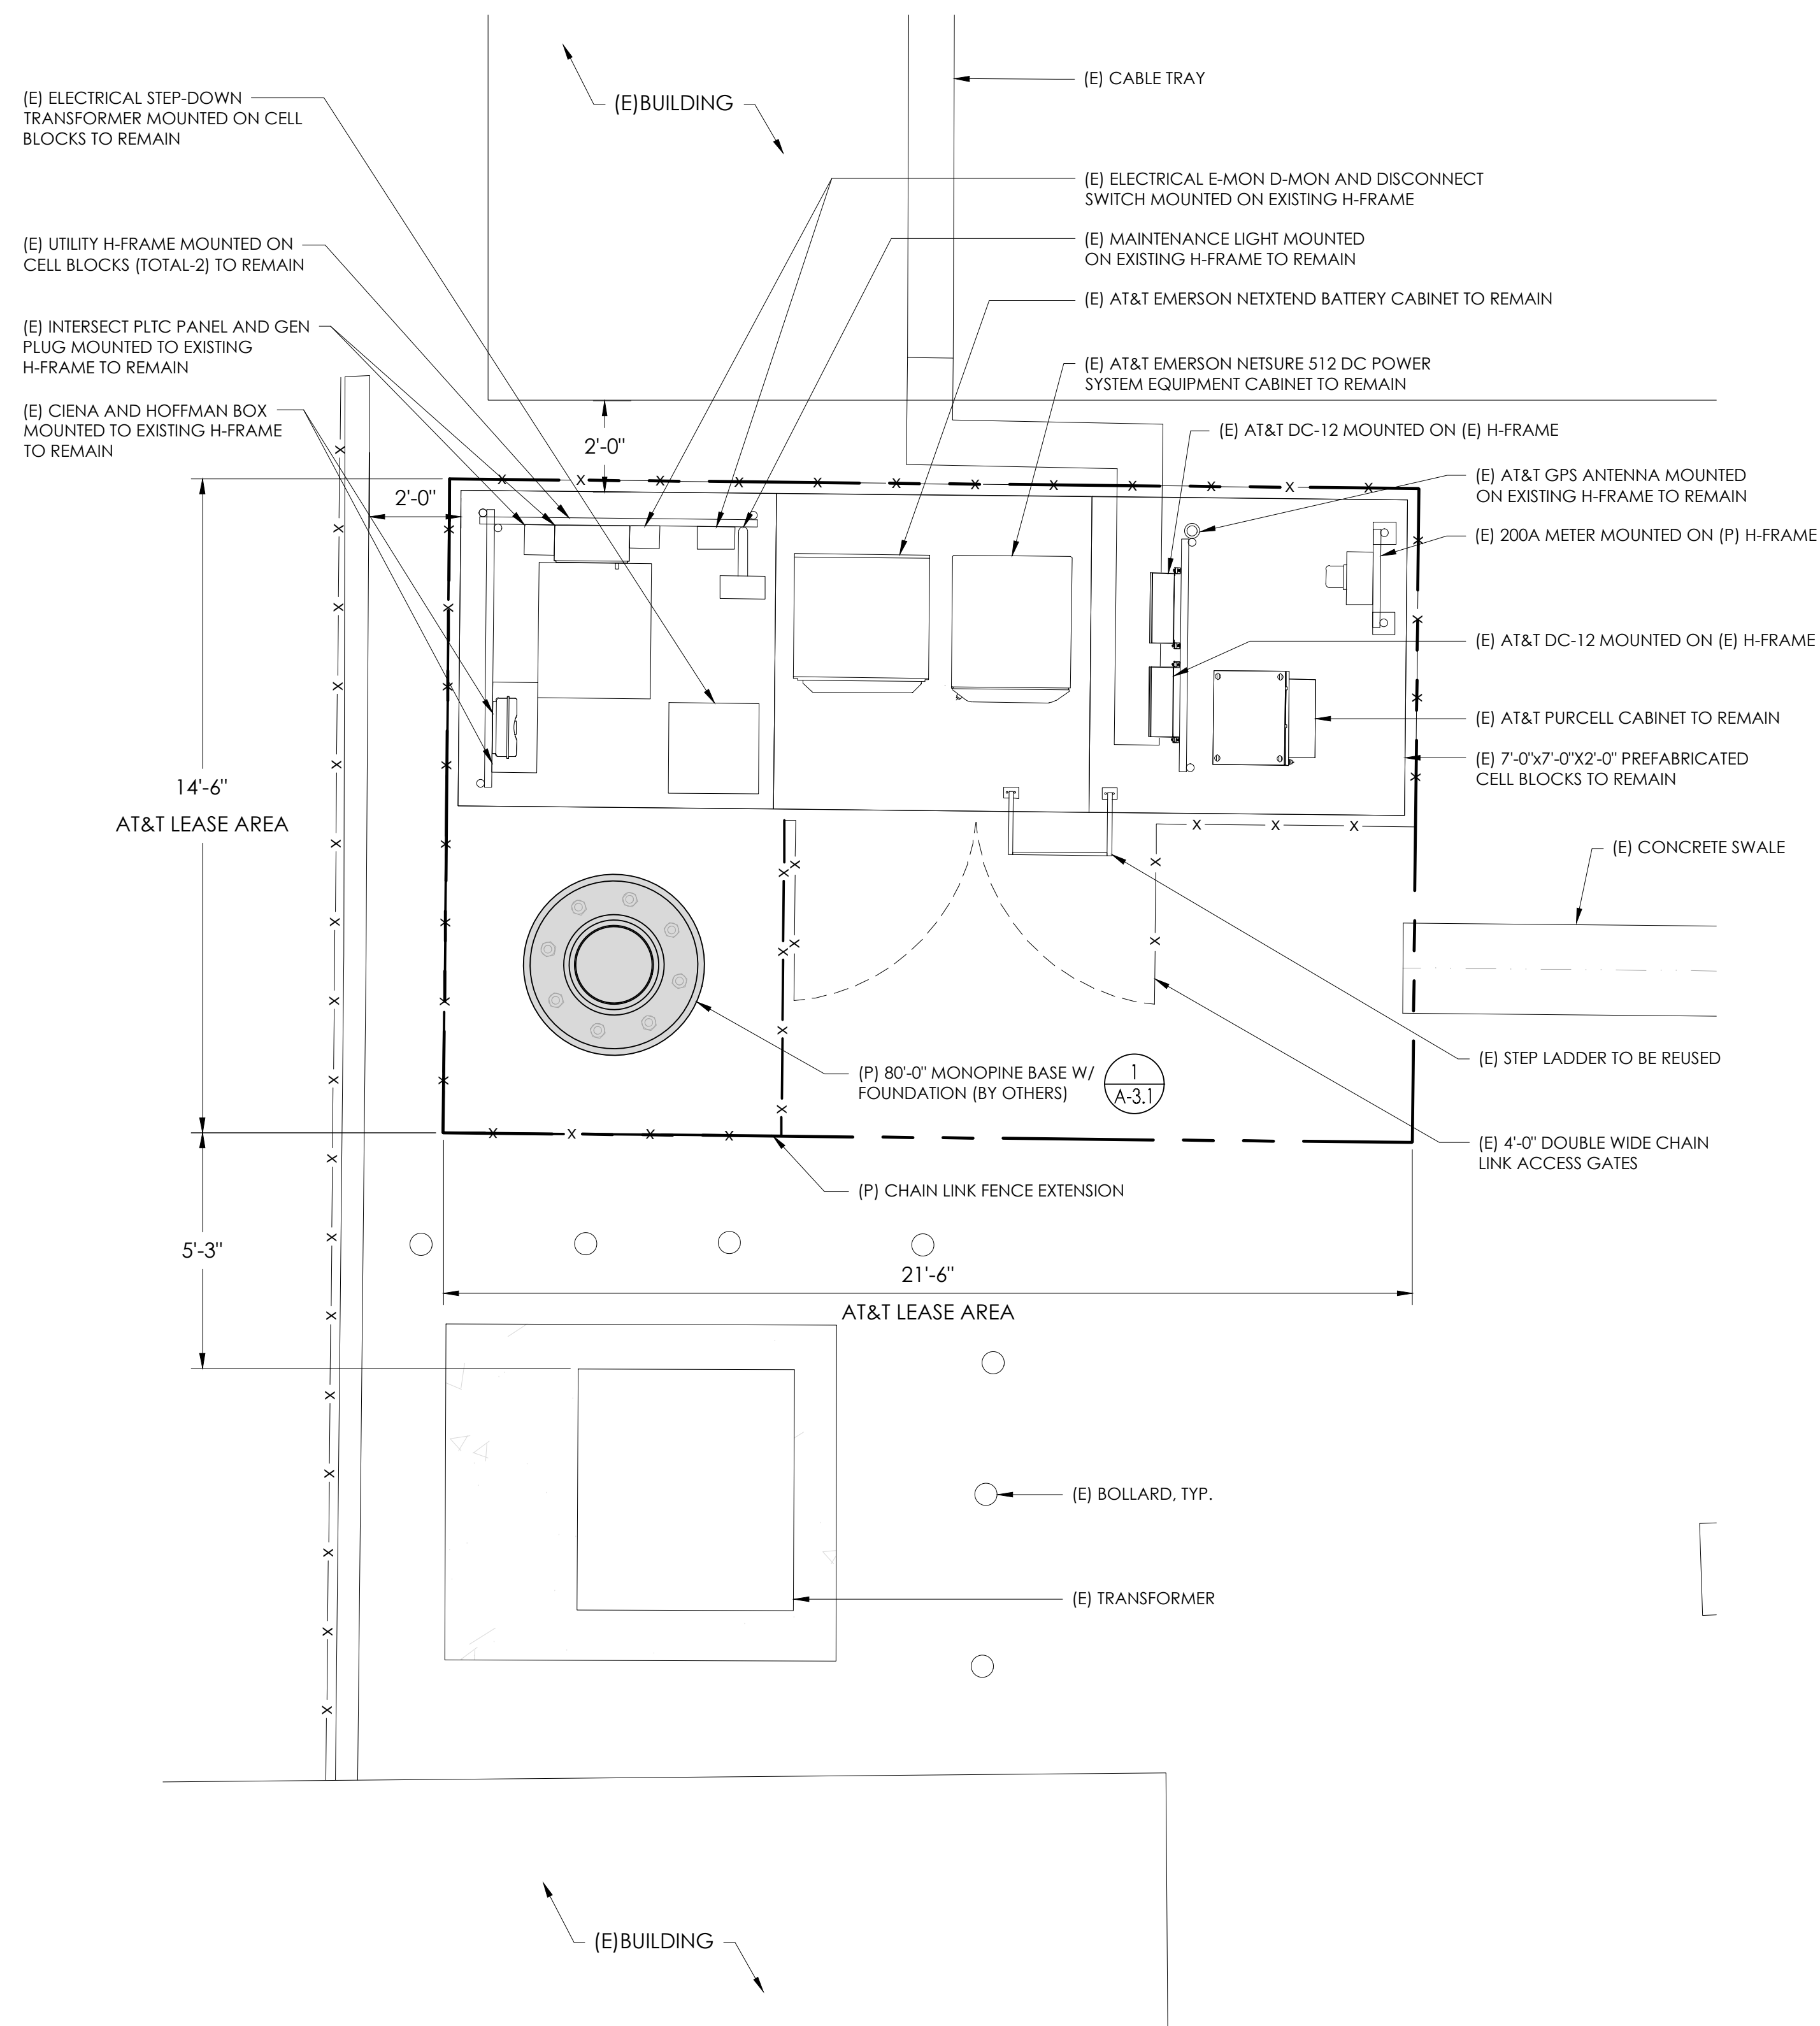 (E) ELECTRICAL STEP-DOWN
TRANSFORMER MOUNTED ON CELL
BLOCKS TO REMAIN
(E)BUILDING
(E) CABLE TRAY
(E) ELECTRICAL E-MON D-MON AND DISCONNECT
SWITCH MOUNTED ON EXISTING H-FRAME
(E) UTILITY H-FRAME MOUNTED ON
CELL BLOCKS (TOTAL-2) TO REMAIN
(E) MAINTENANCE LIGHT MOUNTED
ON EXISTING H-FRAME TO REMAIN
(E) AT&T EMERSON NETXTEND BATTERY CABINET TO REMAIN
(E) INTERSECT PLTC PANEL AND GEN
PLUG MOUNTED TO EXISTING
H-FRAME TO REMAIN
(E) AT&T EMERSON NETSURE 512 DC POWER
SYSTEM EQUIPMENT CABINET TO REMAIN
(E) CIENA AND HOFFMAN BOX
MOUNTED TO EXISTING H-FRAME
TO REMAIN
2'-0"
(E) AT&T DC-12 MOUNTED ON (E) H-FRAME
(E) AT&T GPS ANTENNA MOUNTED
ON EXISTING H-FRAME TO REMAIN
2'-0"
(E) 200A METER MOUNTED ON (P) H-FRAME
(E) AT&T DC-12 MOUNTED ON (E) H-FRAME
(E) AT&T PURCELL CABINET TO REMAIN
(E) 7'-0"x7'-0"X2'-0" PREFABRICATED
CELL BLOCKS TO REMAIN
14'-6"
AT&T LEASE AREA
(E) CONCRETE SWALE
(E) STEP LADDER TO BE REUSED
(P) 80'-0" MONOPINE BASE W/
FOUNDATION (BY OTHERS)
1
A-3.1
(E) 4'-0" DOUBLE WIDE CHAIN
LINK ACCESS GATES
(P) CHAIN LINK FENCE EXTENSION
5'-3"
21'-6"
AT&T LEASE AREA
(E) BOLLARD, TYP.
(E) TRANSFORMER
(E)BUILDING